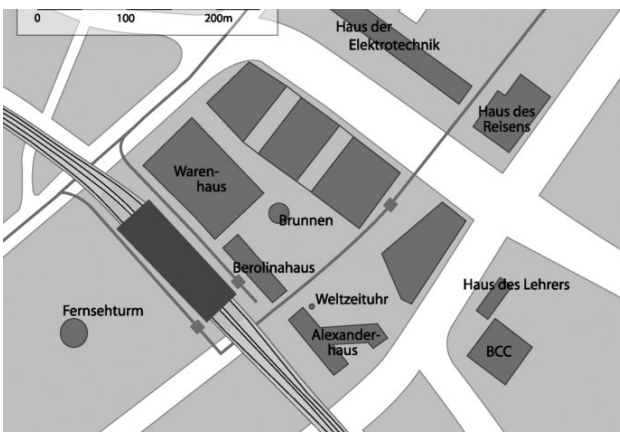 0 100 200m
Haus der
Elektrotechnik
Haus des
Reisens
Waren-
haus
Brunnen
Berolinahaus
Weltzeituhr
Haus des Lehrers
Fernsehturm
Alexander-
haus
BCC